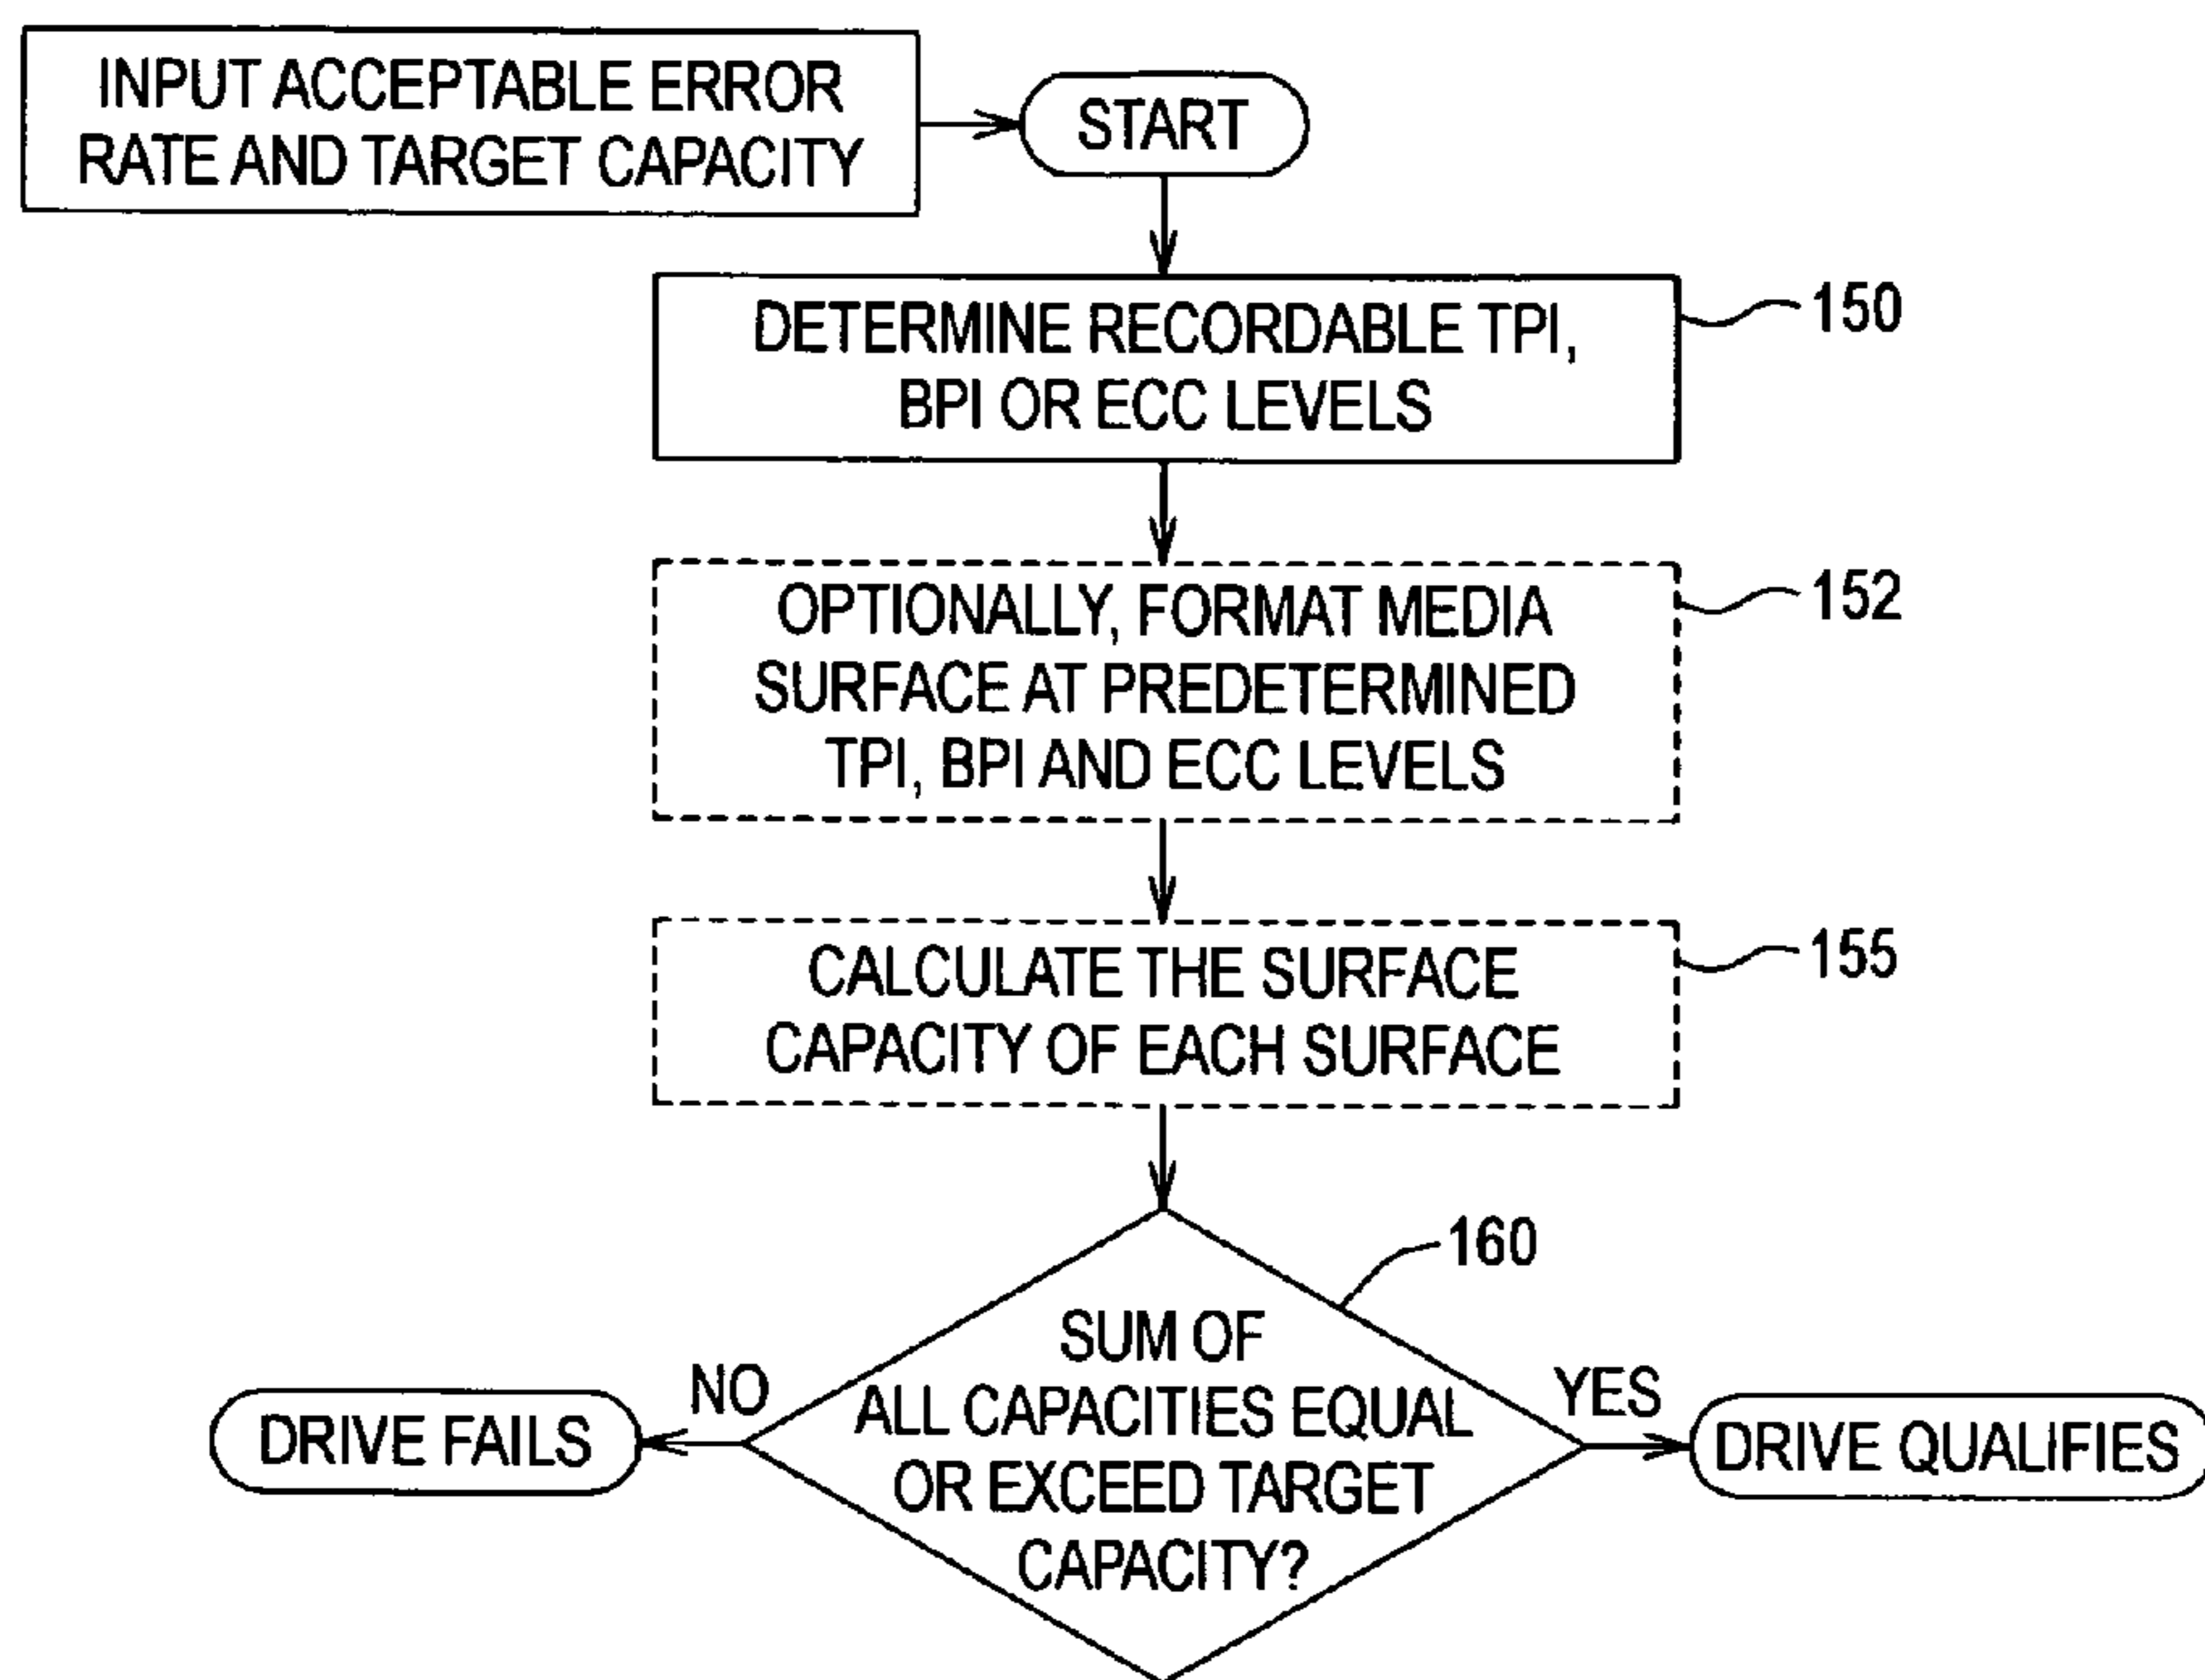 INPUT ACCEPTABLE ERROR
RATE AND TARGET CAPACITY
START
DETERMINE RECORDABLE TPI,
BPI OR ECC LEVELS
150
OPTIONALLY, FORMAT MEDIA
SURFACE AT PREDETERMINED
TPI, BPI AND ECC LEVELS
152
CALCULATE THE SURFACE
CAPACITY OF EACH SURFACE
155
160
SUM OF
ALL CAPACITIES EQUAL
OR EXCEED TARGET
CAPACITY?
NO
DRIVE FAILS
YES
DRIVE QUALIFIES